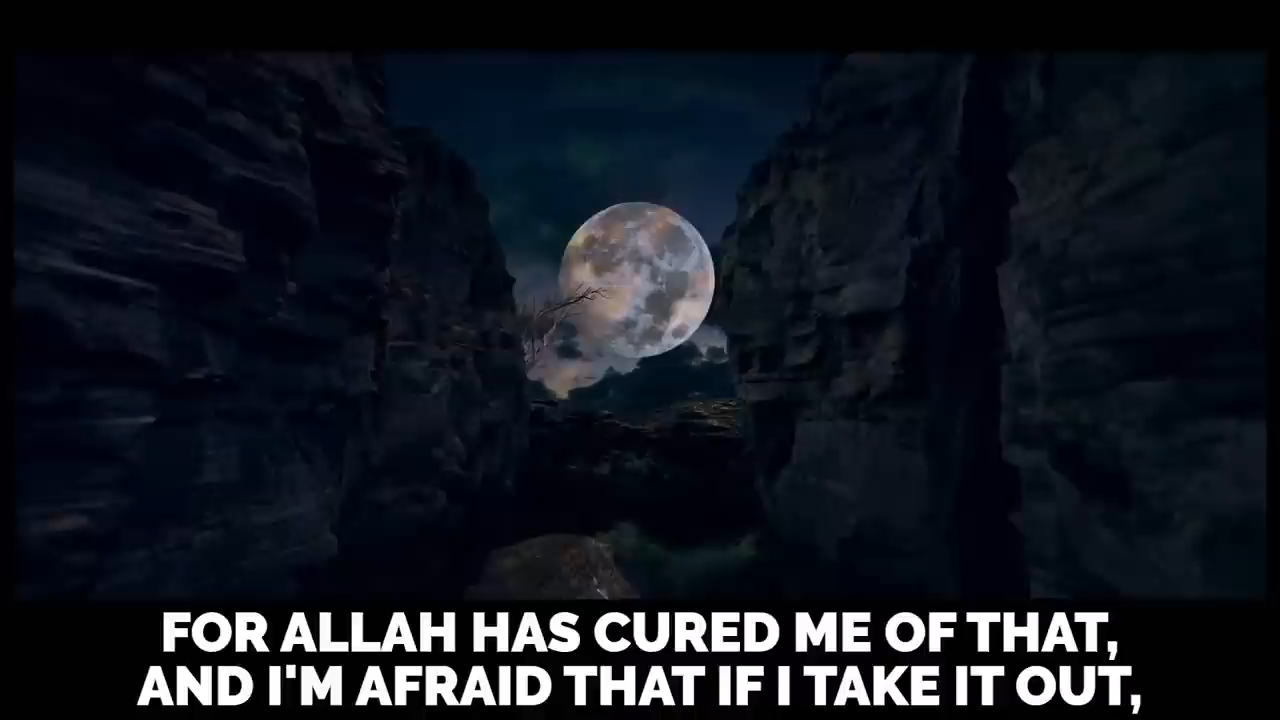 FOR ALLAH HAS CURED ME OF THAT,
AND I'M AFRAID THAT IF I TAKE IT OUT,